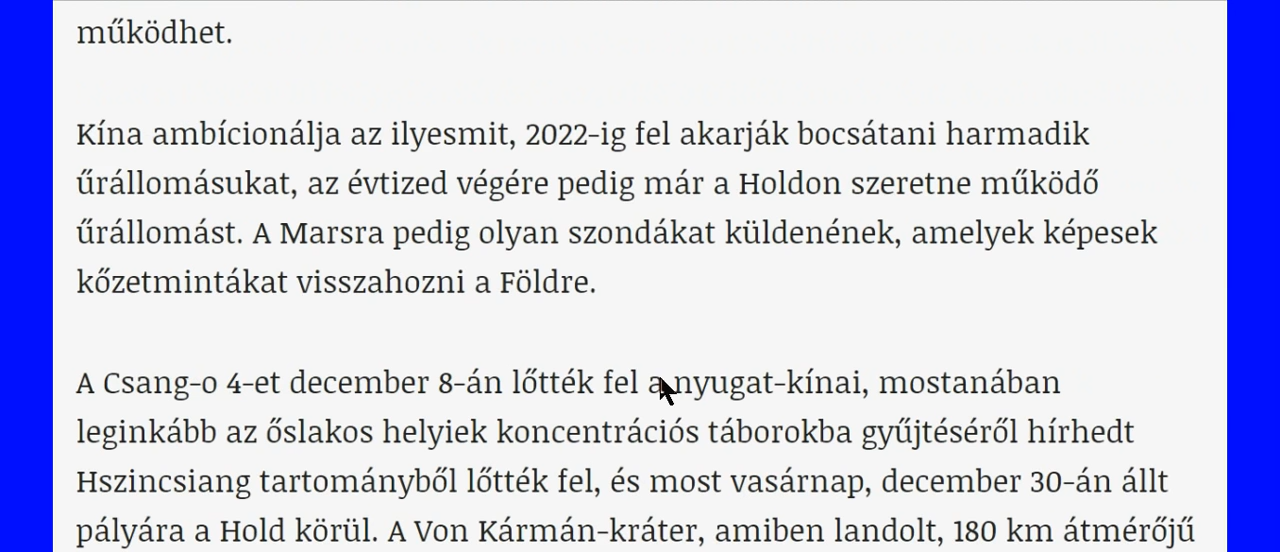 működhet.
Kína ambícionálja az ilyesmit, 2022-ig fel akarják bocsátani harmadik
űrállomásukat, az évtized végére pedig már a Holdon szeretne működő
űrállomást. A Marsra pedig olyan szondákat küldenének, amelyek képesek
kőzetmintákat visszahozni a Földre.
A Csang-o 4-et december 8-án lőtték fel a nyugat-kínai, mostanában
leginkább az őslakos helyiek koncentrációs táborokba gyűjtéséről hírhedt
Hszincsiang tartományből lőtték fel, és most vasárnap, december 30-án állt
pályára a Hold körül. A Von Kármán-kráter, amiben landolt, 180 km átmérőjű